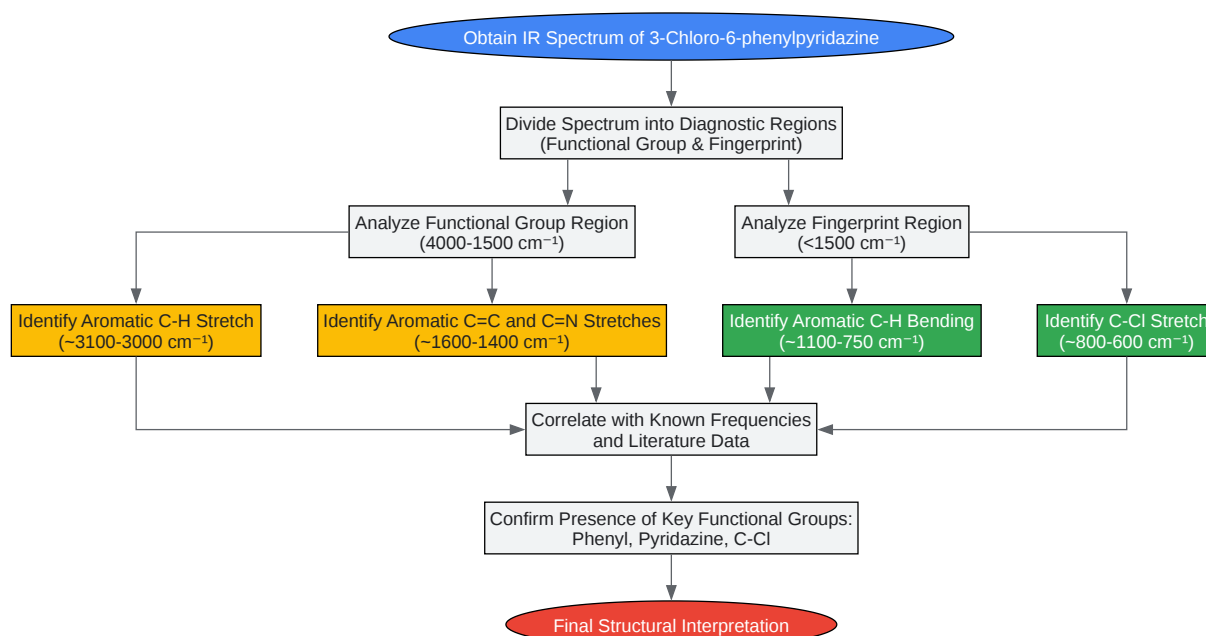 Obtain IR Spectrum of 3-Chloro-6-phenylpyridazine
Divide Spectrum into Diagnostic Regions
(Functional Group & Fingerprint)
Analyze Functional Group Region
(4000-1500 cm⁻¹)
Analyze Fingerprint Region
(<1500 cm⁻¹)
Identify Aromatic C-H Stretch
(~3100-3000 cm⁻¹)
Identify Aromatic C=C and C=N Stretches
(~1600-1400 cm⁻¹)
Identify Aromatic C-H Bending
(~1100-750 cm⁻¹)
Identify C-Cl Stretch
(~800-600 cm⁻¹)
Correlate with Known Frequencies
and Literature Data
Confirm Presence of Key Functional Groups:
Phenyl, Pyridazine, C-Cl
Final Structural Interpretation